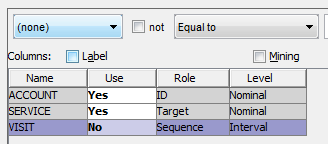 (none) not Equal to
Columns: Label Mining
Name Use Role Level
ACCOUNT Yes ID Nominal
SERVICE Yes Target Nominal
VISIT No Sequence Interval